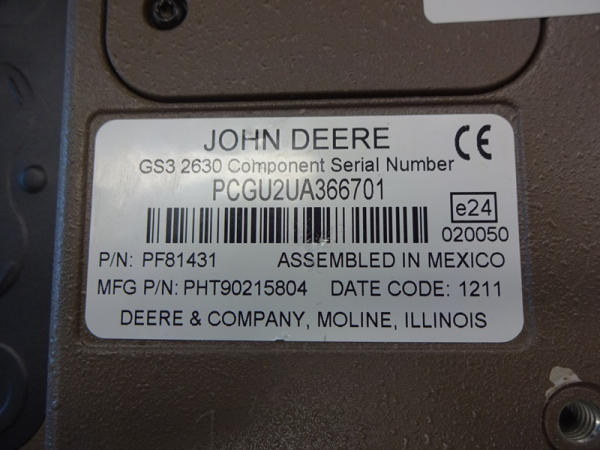 JOHN DEERE
CE
GS3 2630 Component Serial Number
PCGU2UA366701
e24
020050
P/N: PF81431 ASSEMBLED IN MEXICO
MFG P/N: PHT90215804 DATE CODE: 1211
DEERE & COMPANY, MOLINE, ILLINOIS